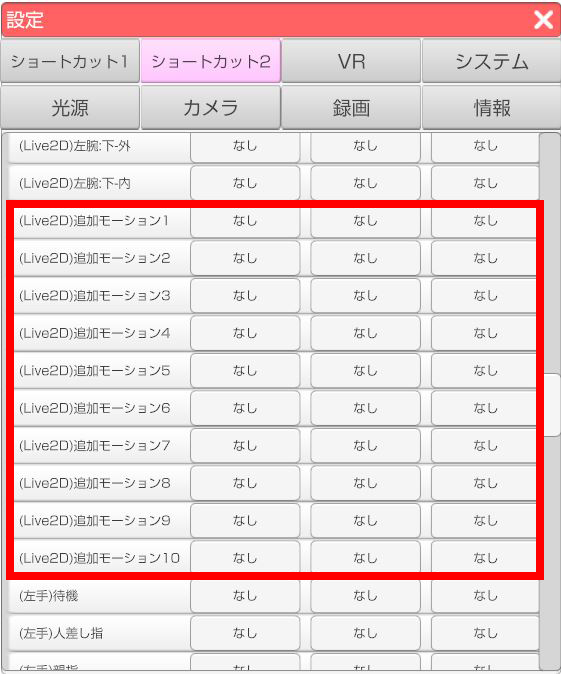 設定
ショートカット1 ショートカット2 VR システム
光源 カメラ 録画 情報
(Live2D)左腕:下-外 なし なし なし
(Live2D)左腕:下-内 なし なし なし
(Live2D)追加モーション1 なし なし なし
(Live2D)追加モーション2 なし なし なし
(Live2D)追加モーション3 なし なし なし
(Live2D)追加モーション4 なし なし なし
(Live2D)追加モーション5 なし なし なし
(Live2D)追加モーション6 なし なし なし
(Live2D)追加モーション7 なし なし なし
(Live2D)追加モーション8 なし なし なし
(Live2D)追加モーション9 なし なし なし
(Live2D)追加モーション10 なし なし なし
(左手)待機 なし なし なし
(左手)人差し指 なし なし なし
(左手)親指 なし なし なし